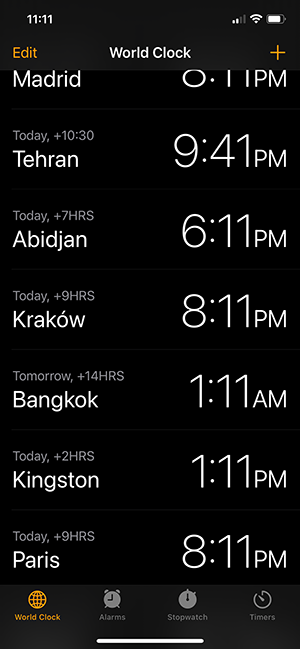 11:11
Edit World Clock +
Madrid 8:11PM
Today, +10:30
Tehran 9:41PM
Today, +7HRS
Abidjan 6:11PM
Today, +9HRS
Kraków 8:11PM
Tomorrow, +14HRS
Bangkok 1:11AM
Today, +2HRS
Kingston 1:11PM
Today, +9HRS
Paris 8:11PM
World Clock Alarms Stopwatch Timers